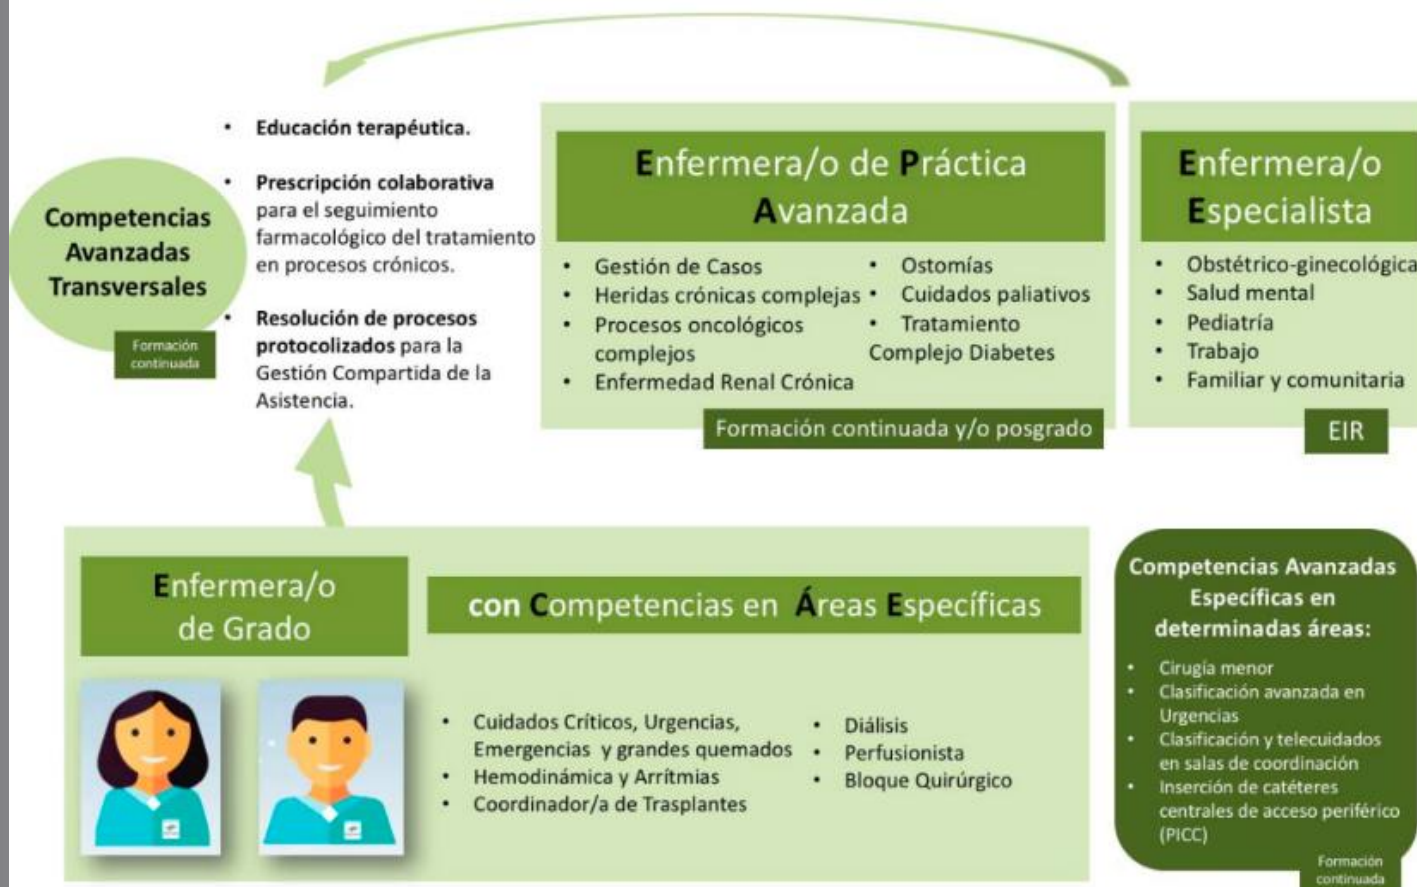 Competencias
Avanzadas
Transversales
Formación
continuada
• Educación terapéutica.
• Prescripción colaborativa
para el seguimiento
farmacológico del tratamiento
en procesos crónicos.
• Resolución de procesos
protocolizados para la
Gestión Compartida de la
Asistencia.
Enfermera/o de Práctica
Avanzada
• Gestión de Casos
• Heridas crónicas complejas
• Procesos oncológicos
complejos
• Enfermedad Renal Crónica
• Ostomías
• Cuidados paliativos
• Tratamiento
Complejo Diabetes
Formación continuada y/o posgrado
Enfermera/o
Especialista
• Obstétrico-ginecológica
• Salud mental
• Pediatría
• Trabajo
• Familiar y comunitaria
EIR
Enfermera/o
de Grado
con Competencias en Áreas Específicas
• Cuidados Críticos, Urgencias,
Emergencias y grandes quemados
• Hemodinámica y Arrítmias
• Coordinador/a de Trasplantes
• Diálisis
• Perfusionista
• Bloque Quirúrgico
Competencias Avanzadas
Específicas en
determinadas áreas:
• Cirugía menor
• Clasificación avanzada en
Urgencias
• Clasificación y telecuidados
en salas de coordinación
• Inserción de catéteres
centrales de acceso periférico
(PICC)
Formación
continuada